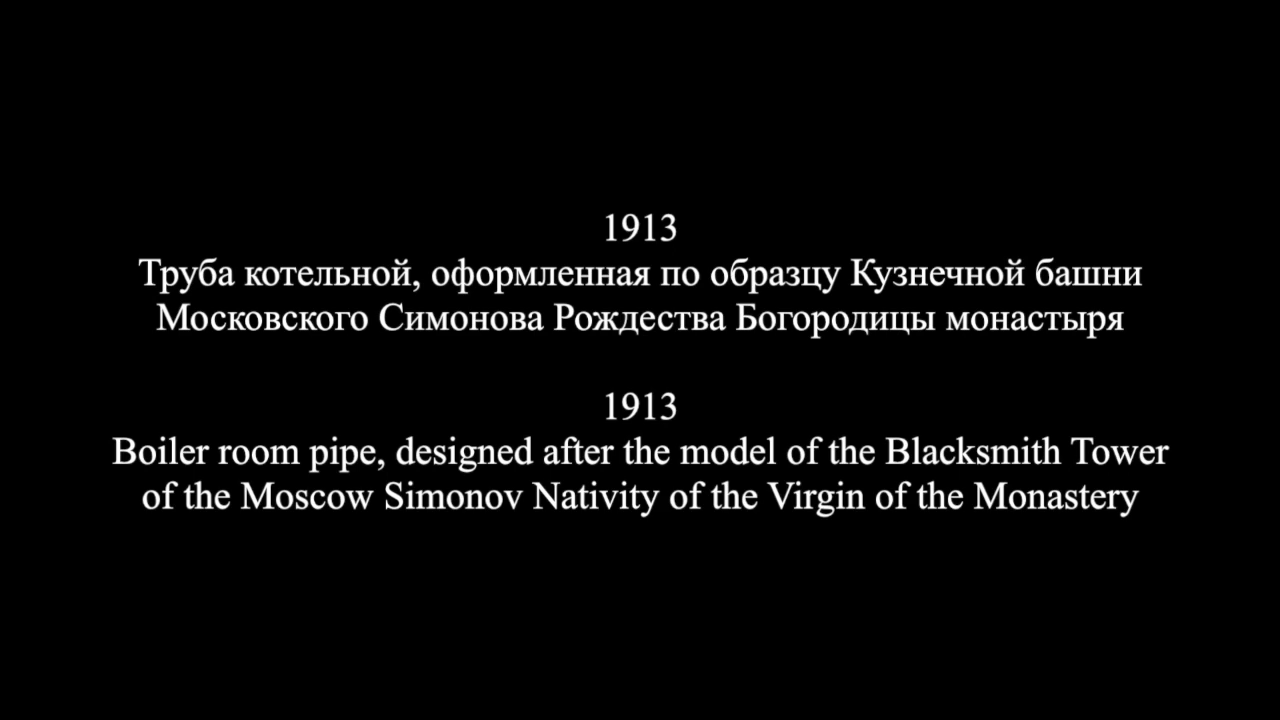 1913
Труба котельной, оформленная по образцу Кузнечной башни
Московского Симонова Рождества Богородицы монастыря
1913
Boiler room pipe, designed after the model of the Blacksmith Tower
of the Moscow Simonov Nativity of the Virgin of the Monastery